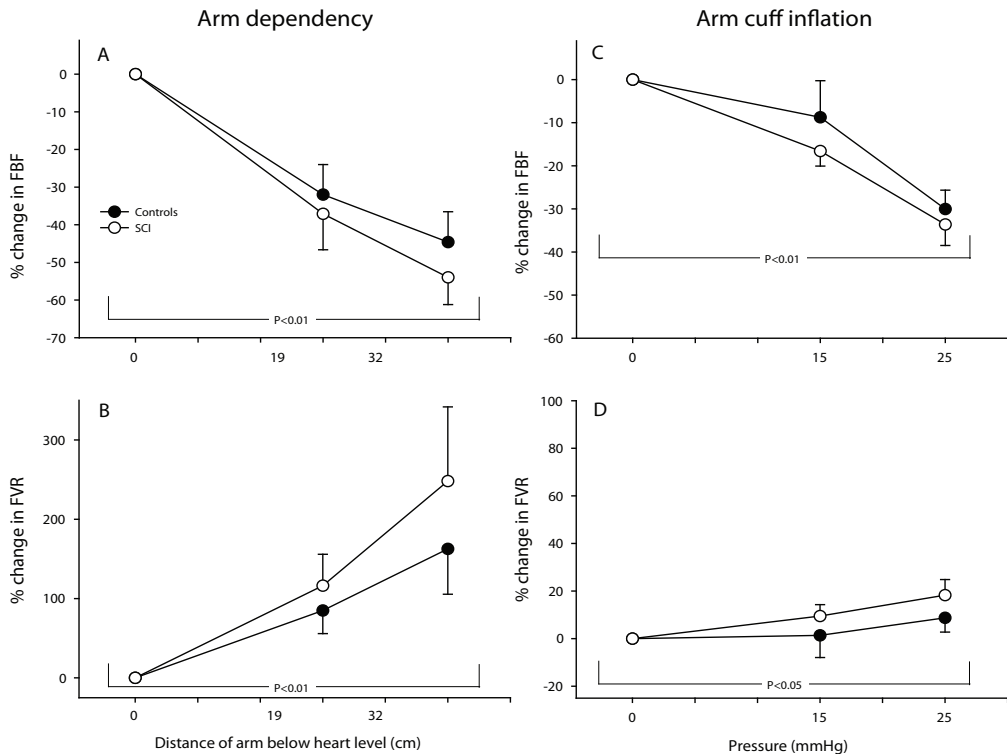 Arm dependency
A
0
-10
-20
-30
-40
-50
-60
-70
% change in FBF
Controls
SCI
P<0.01
0 19 32
B
300
200
100
0
% change in FVR
P<0.01
0 19 32
Distance of arm below heart level (cm)
Arm cuff inflation
C
0
-10
-20
-30
-40
-50
-60
% change in FBF
P<0.01
0 15 25
D
100
80
60
40
20
0
-20
% change in FVR
P<0.05
0 15 25
Pressure (mmHg)